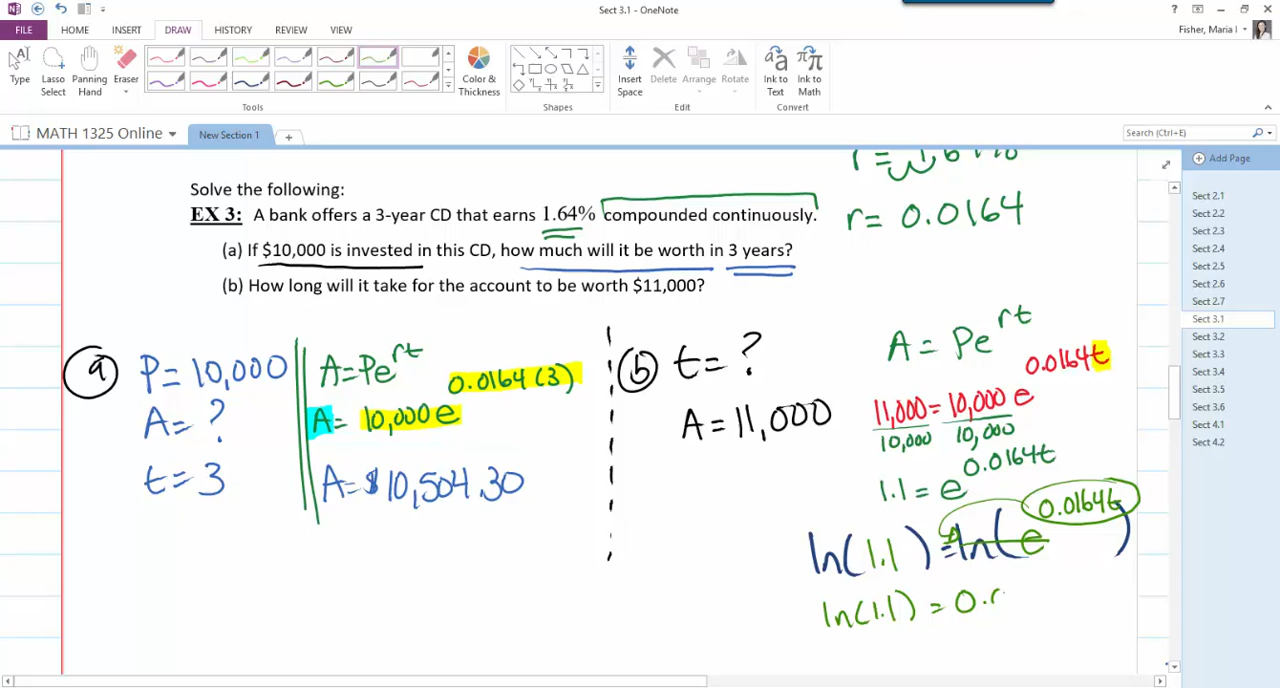 Sect 3.1 - OneNote
FILE HOME INSERT DRAW HISTORY REVIEW VIEW
Fisher, Maria I
Type Lasso Select Panning Hand Eraser
Color & Thickness
Insert Space Delete Arrange Rotate
Ink to Text Ink to Math
Tools Shapes Edit Convert
MATH 1325 Online New Section 1
Search (Ctrl+E)
Add Page
Sect 2.1
Sect 2.2
Sect 2.3
Sect 2.4
Sect 2.5
Sect 2.6
Sect 2.7
Sect 3.1
Sect 3.2
Sect 3.3
Sect 3.4
Sect 3.5
Sect 3.6
Sect 4.1
Sect 4.2
r = 0.0164
Solve the following:
EX 3: A bank offers a 3-year CD that earns 1.64% compounded continuously.
(a) If $10,000 is invested in this CD, how much will it be worth in 3 years?
(b) How long will it take for the account to be worth $11,000?
a
P = 10,000
A = ?
t = 3
A = Pe^rt
A = 10,000 e^0.0164(3)
A = $10,504.30
b
t = ?
A = 11,000
A = Pe^rt
11,000 = 10,000 e^0.0164t
10,000 10,000
1.1 = e^0.0164t
ln(1.1) = ln(e^0.0164t)
ln(1.1) = 0.